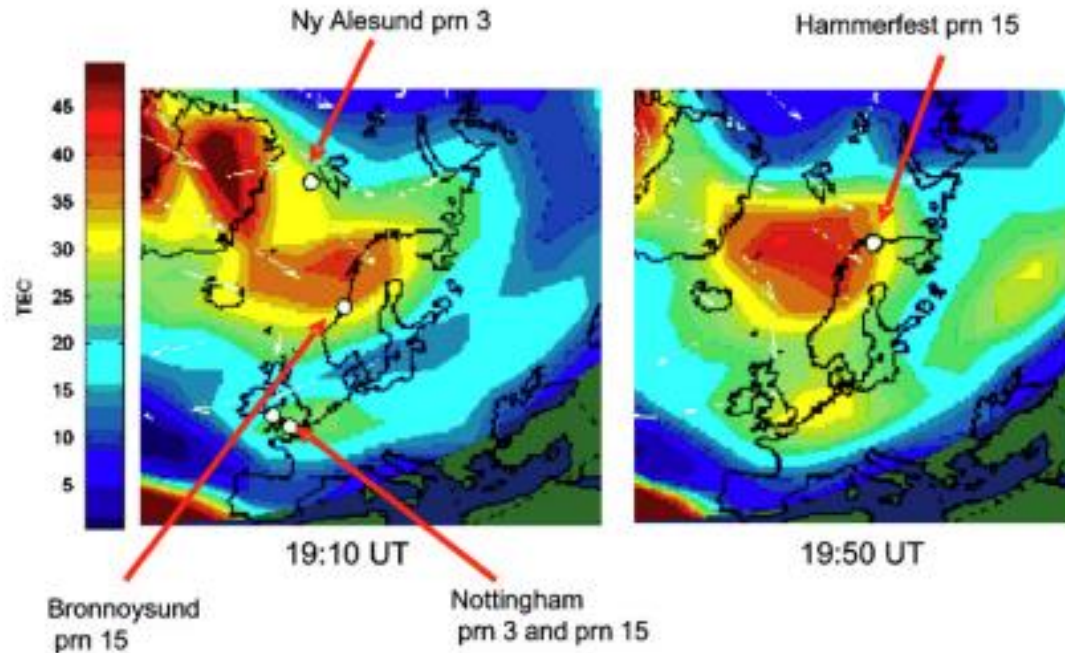 Ny Alesund prn 3
Hammerfest prn 15
TEC
45
40
35
30
25
20
15
10
5
19:10 UT
19:50 UT
Bronnoysund
prn 15
Nottingham
prn 3 and prn 15